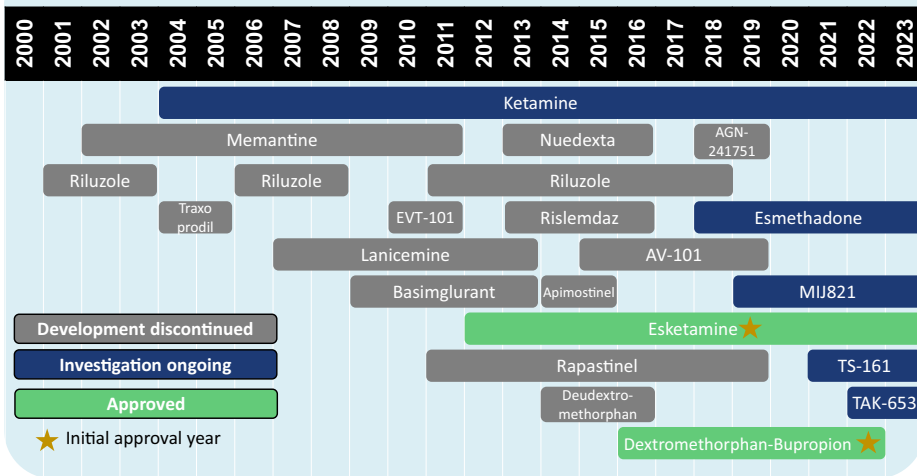 2000 2001 2002 2003 2004 2005 2006 2007 2008 2009 2010 2011 2012 2013 2014 2015 2016 2017 2018 2019 2020 2021 2022 2023
Ketamine
Memantine Nuedexta AGN-
241751
Riluzole Riluzole Riluzole
Traxo
prodil
EVT-101 Rislemdaz Esmethadone
Lanicemine AV-101
Basimglurant Apimostinel MIJ821
Development discontinued Esketamine
Investigation ongoing Rapastinel TS-161
Deudextro-
methorphan
TAK-653
Approved
Initial approval year Dextromethorphan-Bupropion